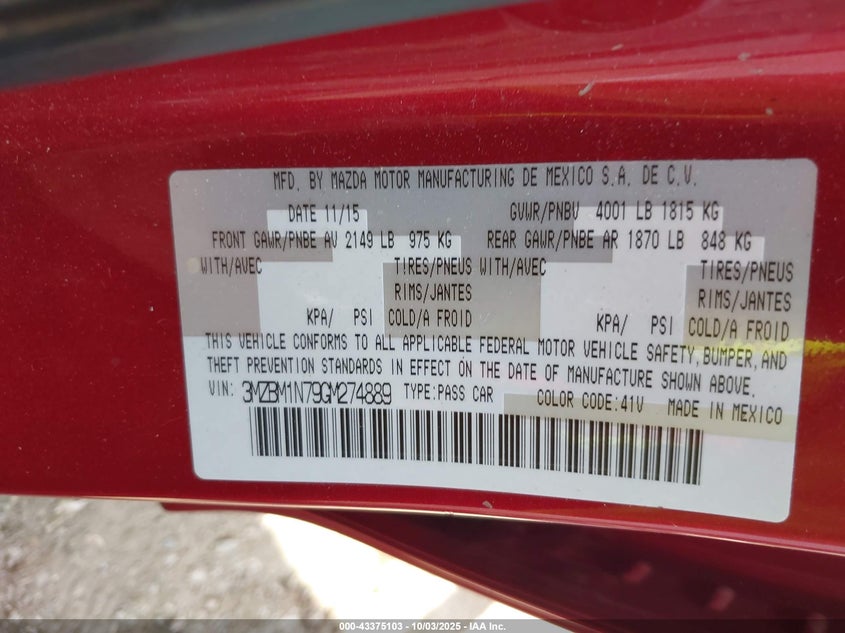 MFD. BY MAZDA MOTOR MANUFACTURING DE MEXICO S.A. DE C.V.
DATE 11/15 GVWR/PNBV 4001 LB 1815 KG
FRONT GAWR/PNBE AV 2149 LB 975 KG REAR GAWR/PNBE AR 1870 LB 848 KG
WITH/AVEC TIRES/PNEUS WITH/AVEC TIRES/PNEUS
RIMS/JANTES RIMS/JANTES
KPA/ PSI COLD/A FROID KPA/ PSI COLD/A FROID
THIS VEHICLE CONFORMS TO ALL APPLICABLE FEDERAL MOTOR VEHICLE SAFETY, BUMPER, AND
THEFT PREVENTION STANDARDS IN EFFECT ON THE DATE OF MANUFACTURE SHOWN ABOVE.
VIN: 3MZBM1N79GM274889 TYPE:PASS CAR COLOR CODE:41V MADE IN MEXICO
000-43375103 - 10/03/2025 - IAA Inc.